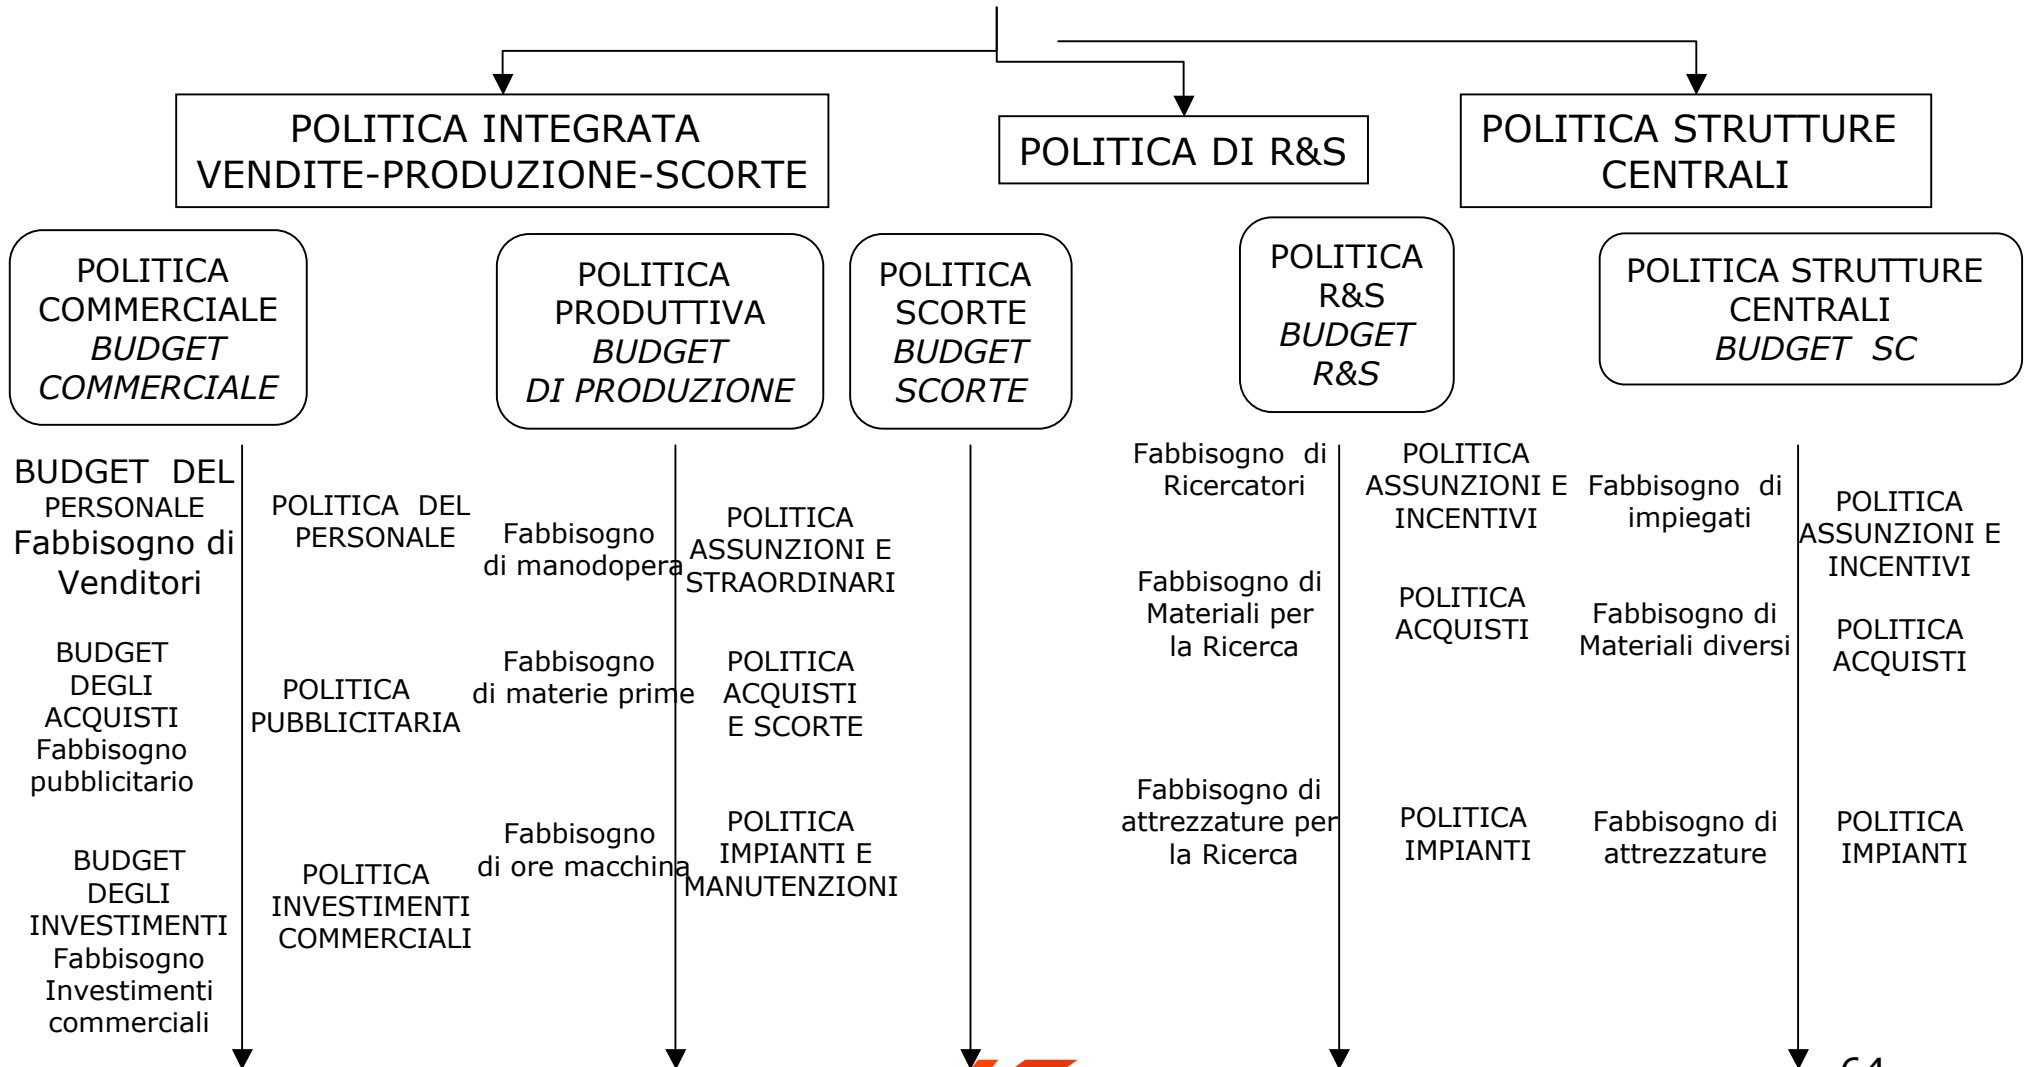 POLITICA INTEGRATA
VENDITE-PRODUZIONE-SCORTE
POLITICA DI R&S
POLITICA STRUTTURE
CENTRALI
POLITICA
COMMERCIALE
BUDGET
COMMERCIALE
POLITICA
PRODUTTIVA
BUDGET
DI PRODUZIONE
POLITICA
SCORTE
BUDGET
SCORTE
POLITICA
R&S
BUDGET
R&S
POLITICA STRUTTURE
CENTRALI
BUDGET SC
BUDGET DEL
PERSONALE
Fabbisogno di
Venditori
POLITICA DEL
PERSONALE
BUDGET
DEGLI
ACQUISTI
Fabbisogno
pubblicitario
POLITICA
PUBBLICITARIA
BUDGET
DEGLI
INVESTIMENTI
Fabbisogno
Investimenti
commerciali
POLITICA
INVESTIMENTI
COMMERCIALI
Fabbisogno
di manodopera
POLITICA
ASSUNZIONI E
STRAORDINARI
Fabbisogno
di materie prime
POLITICA
ACQUISTI
E SCORTE
Fabbisogno
di ore macchina
POLITICA
IMPIANTI E
MANUTENZIONI
Fabbisogno di
Ricercatori
POLITICA
ASSUNZIONI E
INCENTIVI
Fabbisogno di
Materiali per
la Ricerca
POLITICA
ACQUISTI
Fabbisogno di
attrezzature per
la Ricerca
POLITICA
IMPIANTI
Fabbisogno di
impiegati
POLITICA
ASSUNZIONI E
INCENTIVI
Fabbisogno di
Materiali diversi
POLITICA
ACQUISTI
Fabbisogno di
attrezzature
POLITICA
IMPIANTI